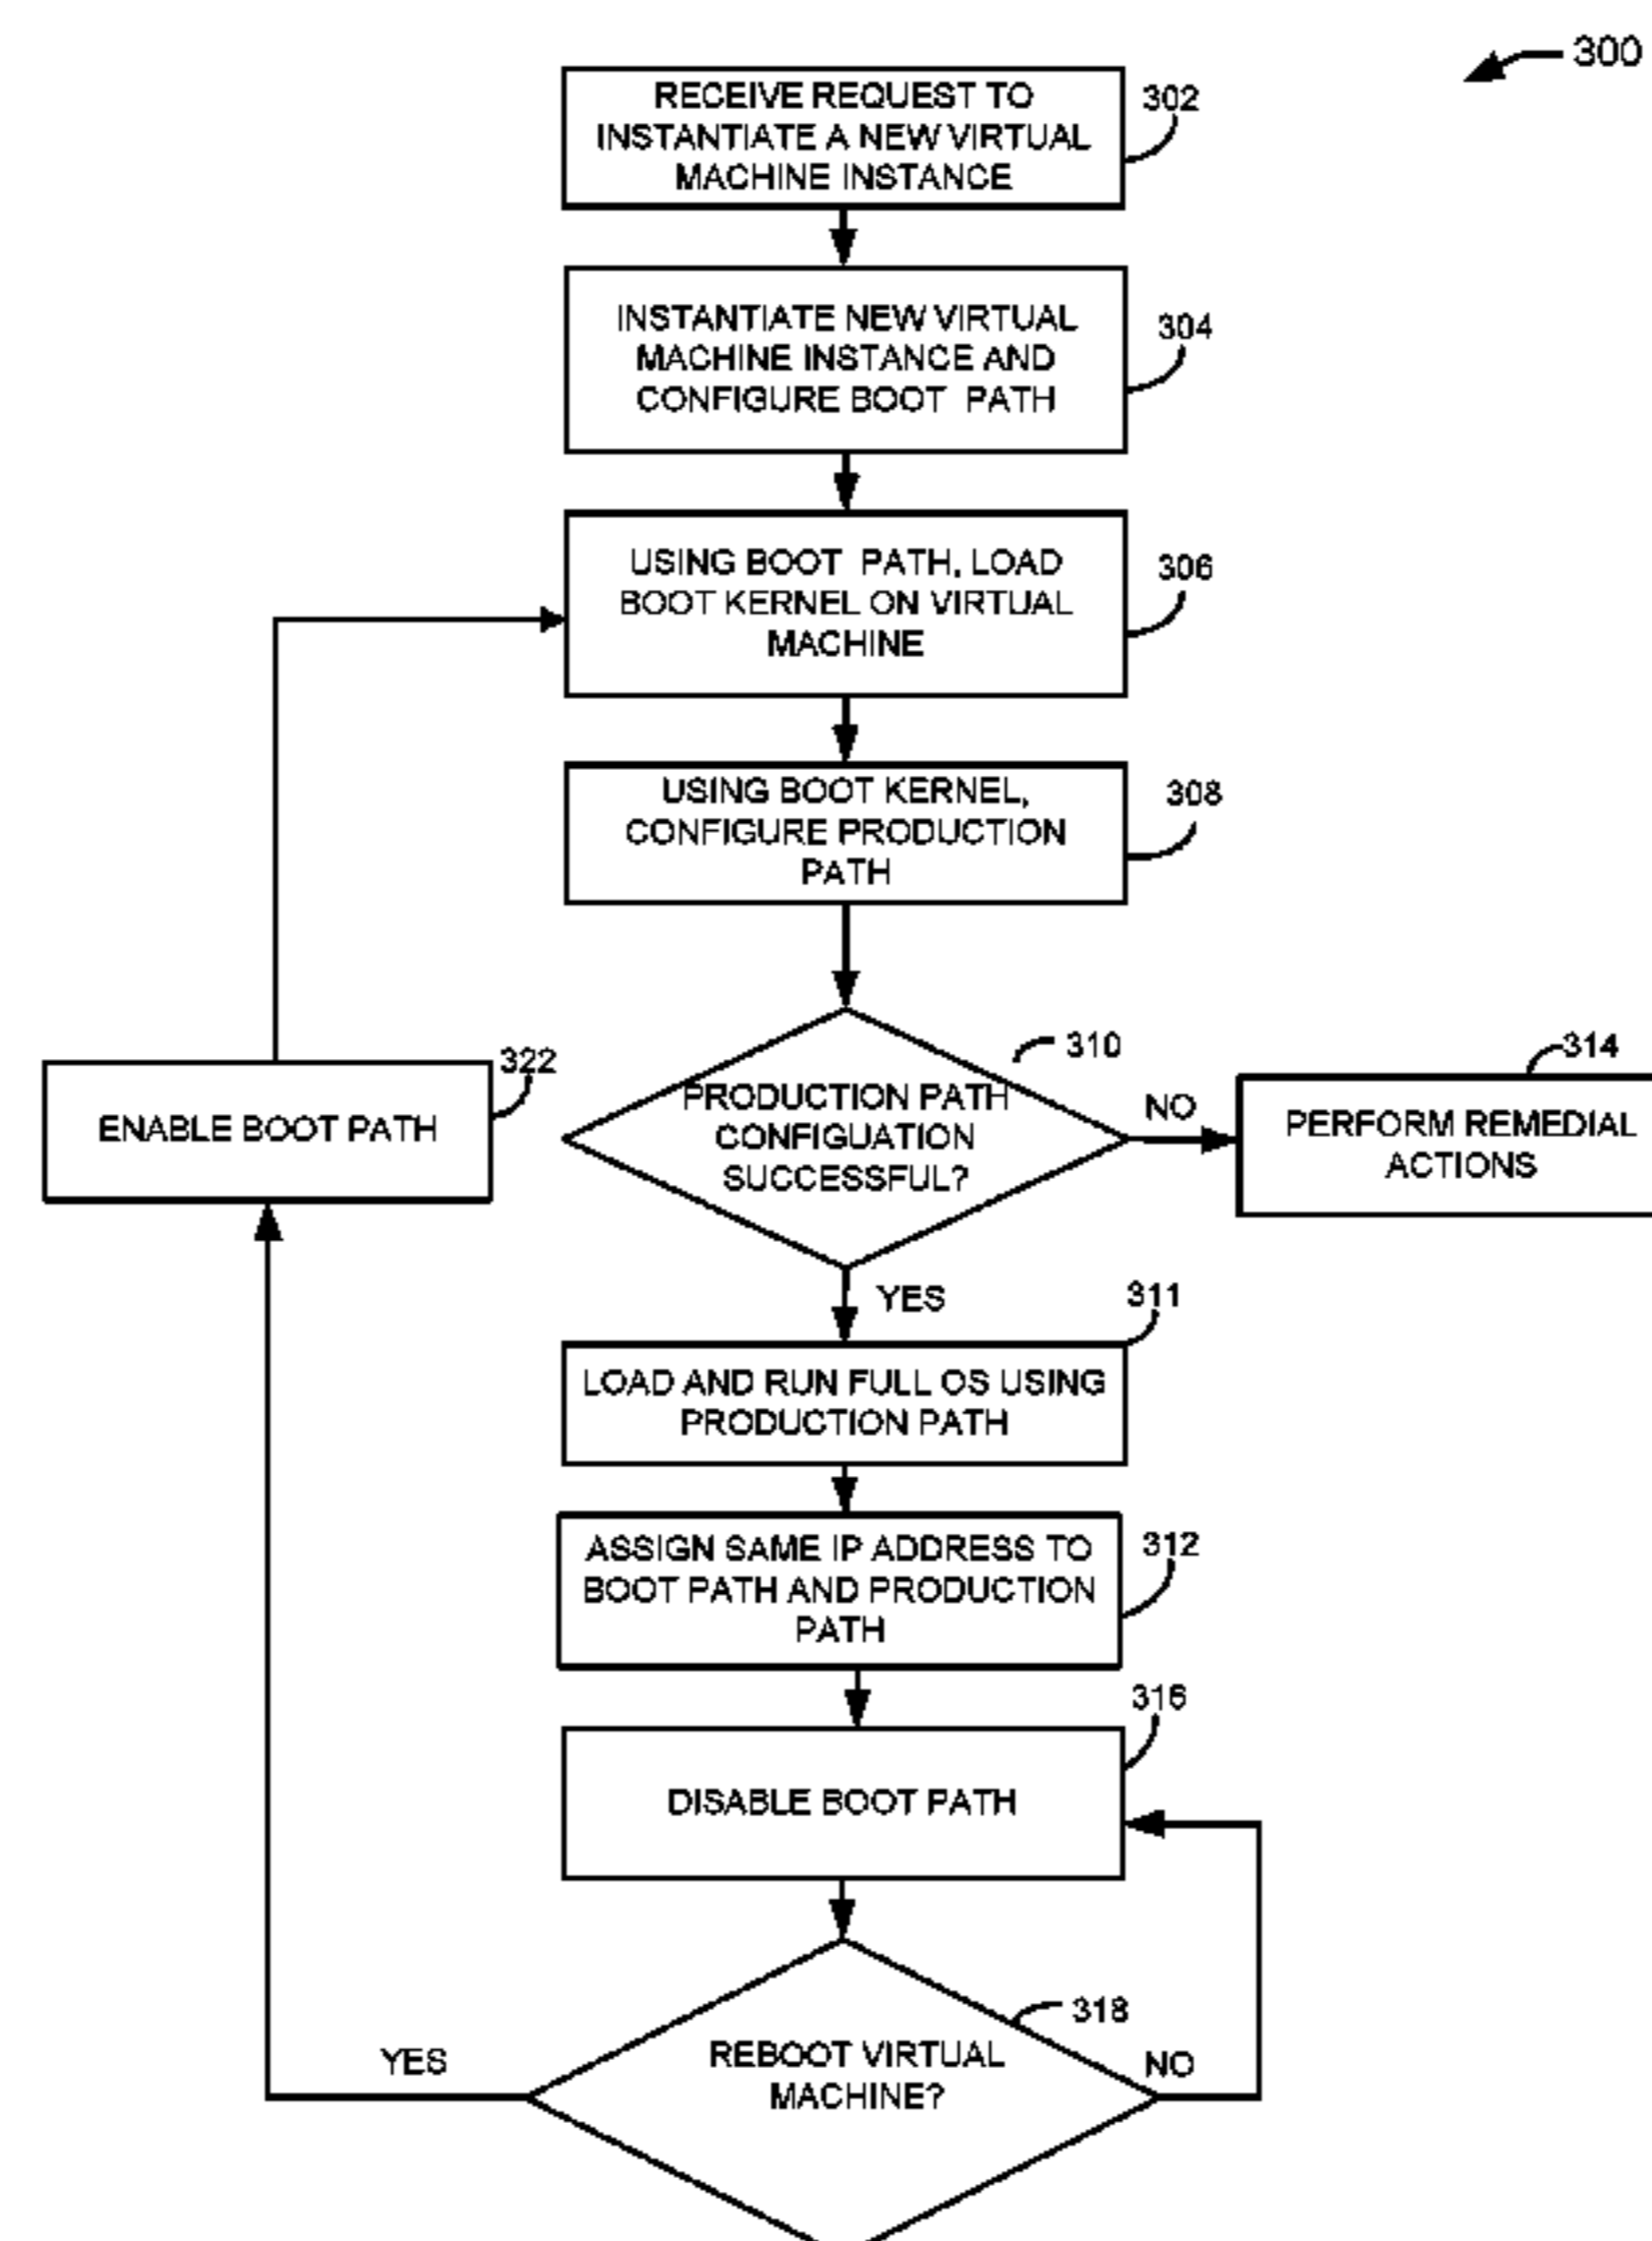 300
RECEIVE REQUEST TO
INSTANTIATE A NEW VIRTUAL
MACHINE INSTANCE
302
INSTANTIATE NEW VIRTUAL
MACHINE INSTANCE AND
CONFIGURE BOOT PATH
304
USING BOOT PATH, LOAD
BOOT KERNEL ON VIRTUAL
MACHINE
306
USING BOOT KERNEL,
CONFIGURE PRODUCTION
PATH
308
ENABLE BOOT PATH
322
PRODUCTION PATH
CONFIGUATION
SUCCESSFUL?
310
NO
PERFORM REMEDIAL
ACTIONS
314
YES
LOAD AND RUN FULL OS USING
PRODUCTION PATH
311
ASSIGN SAME IP ADDRESS TO
BOOT PATH AND PRODUCTION
PATH
312
DISABLE BOOT PATH
316
REBOOT VIRTUAL
MACHINE?
318
YES
NO